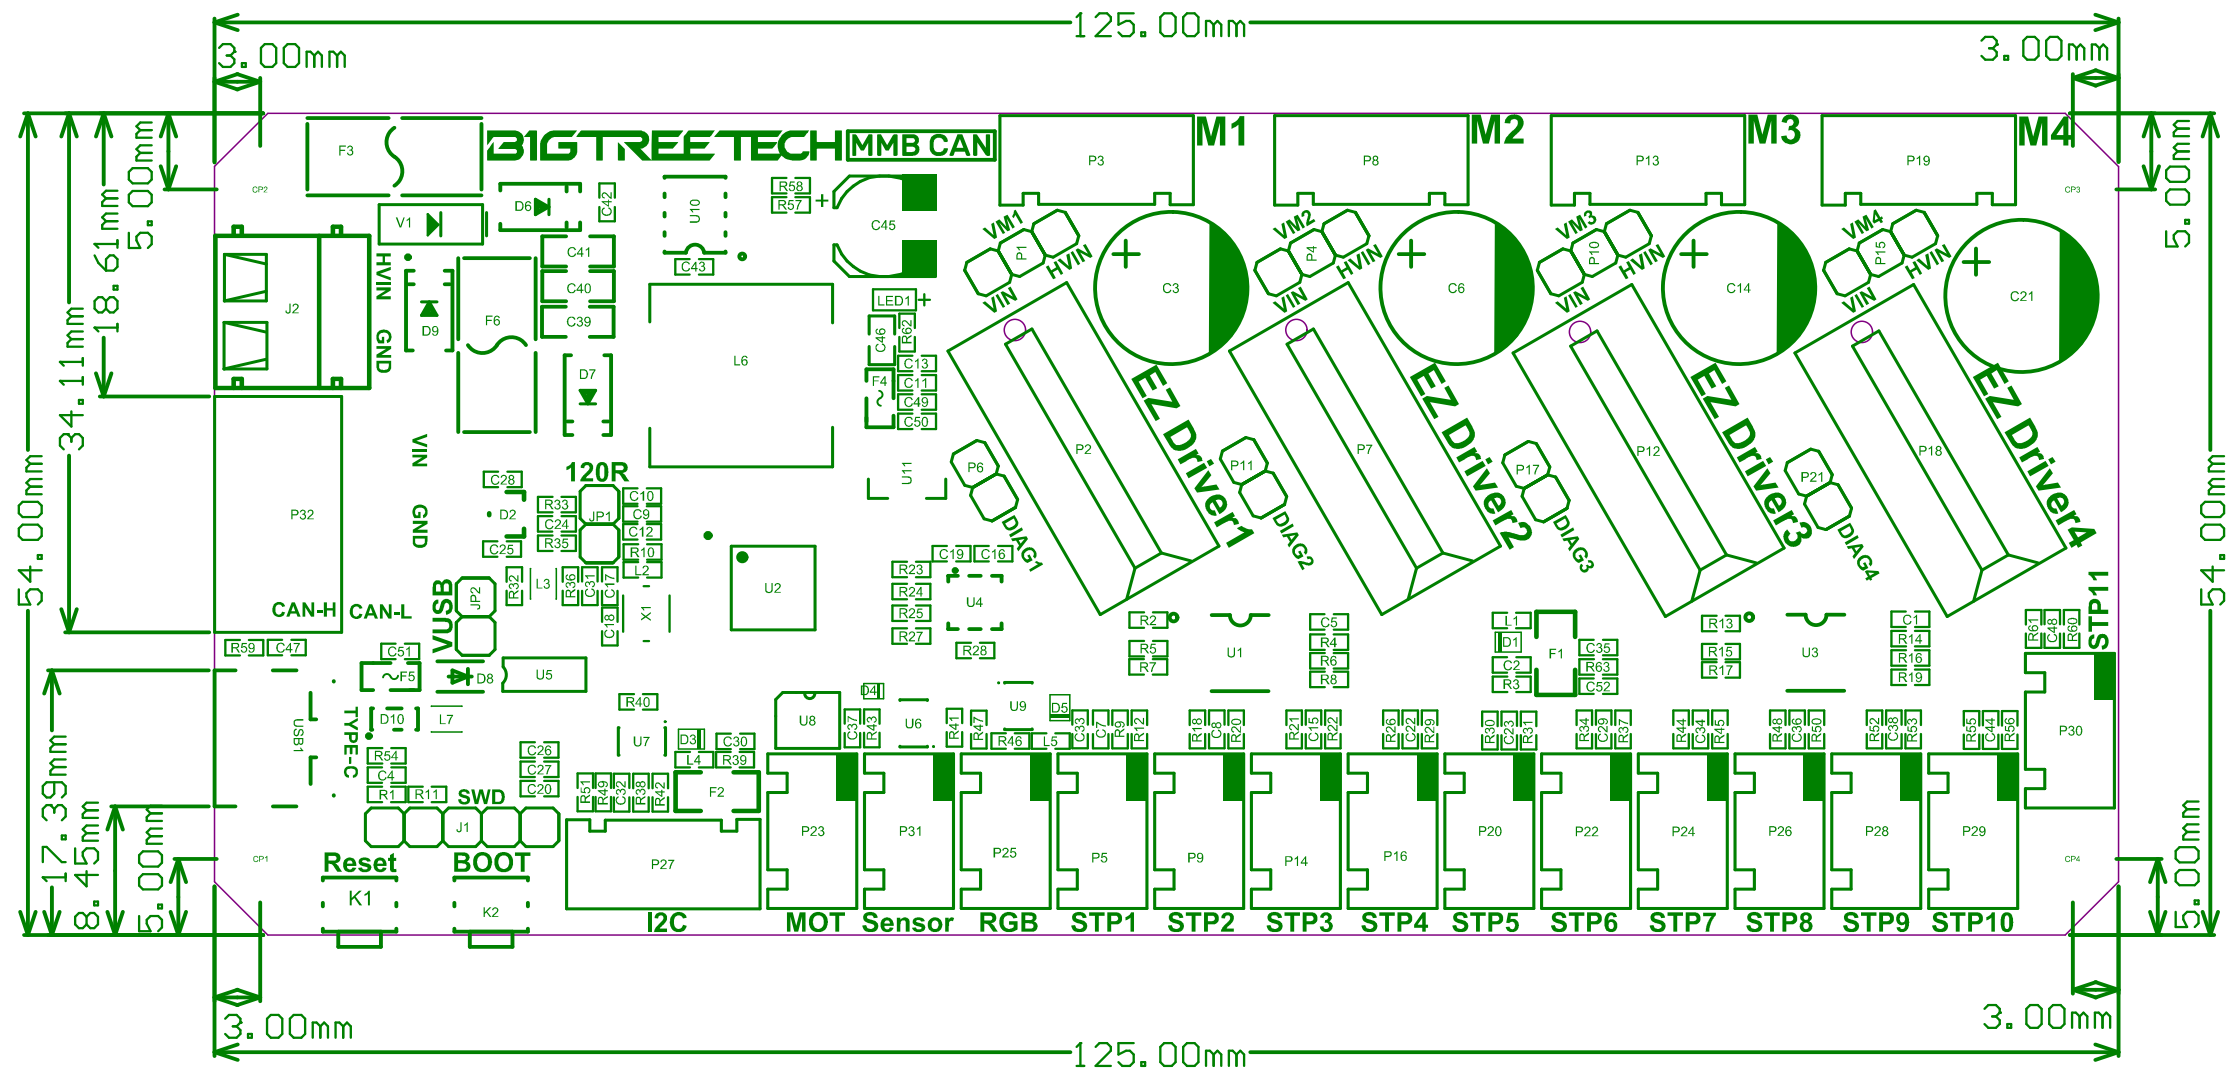 125.00mm
3.00mm
3.00mm
BIGTREETECH
MMB CAN
M1
M2
M3
M4
F3
P3
P8
P13
P19
CP2
CP3
5.00mm
5.00mm
18.61mm
34.11mm
54.00mm
54.00mm
V1
D6
C42
U10
R58
R57
+
C45
C43
C41
C40
C39
HVIN
GND
J2
D9
F6
D7
L6
LED1
+
C46
R62
C13
F4
C11
C49
C50
U11
VM1
P1
HVIN
VIN
C3
VM2
P4
HVIN
VIN
C6
VM3
P10
HVIN
VIN
C14
VM4
P15
HVIN
VIN
C21
EZ Driver1
EZ Driver2
EZ Driver3
EZ Driver4
P2
P7
P12
P18
P6
P11
P17
P21
DIAG1
DIAG2
DIAG3
DIAG4
VIN
GND
P32
CAN-H
CAN-L
120R
JP1
C28
D2
C25
R33
C24
R35
C10
C9
C12
R10
L2
R32
L3
R36
C31
C17
C18
X1
U2
VUSB
JP2
R59
C47
C51
F5
D8
U5
R23
R24
R25
R27
C19
C16
U4
R28
R2
R5
R7
U1
C5
R4
R6
R8
L1
D1
C2
R3
F1
C35
R63
C52
R13
R15
R17
U3
C1
R14
R16
R19
R61
C48
R60
STP11
P30
17.39mm
8.45mm
5.00mm
5.00mm
USB1
TYPE-C
D10
L7
R54
C4
R1
R11
SWD
J1
R40
U7
D3
L4
C30
R39
C26
C27
C20
R51
R49
C32
R38
R42
F2
U8
C37
R43
D4
U6
R41
R47
U9
R46
D5
L5
C33
C7
R9
R12
R18
C8
R20
R21
C15
R22
R26
C22
R29
R30
C23
R31
R34
C29
R37
R44
C34
R45
R48
C36
R50
R52
C38
R53
R55
C44
R56
P27
P23
P31
P25
P5
P9
P14
P16
P20
P22
P24
P26
P28
P29
CP1
CP4
Reset
BOOT
K1
K2
I2C
MOT
Sensor
RGB
STP1
STP2
STP3
STP4
STP5
STP6
STP7
STP8
STP9
STP10
3.00mm
3.00mm
125.00mm